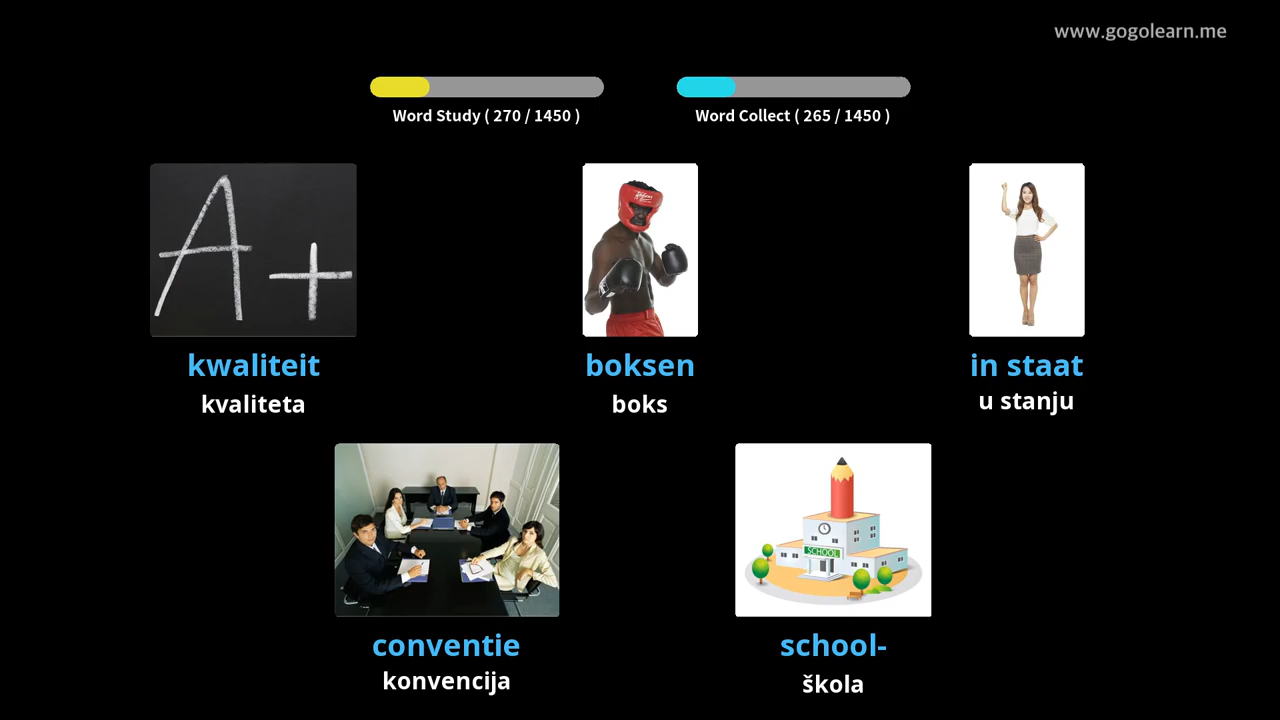 www.gogolearn.me
Word Study ( 270 / 1450 )
Word Collect ( 265 / 1450 )
A+
kwaliteit
kvaliteta
boksen
boks
in staat
u stanju
SCHOOL
conventie
konvencija
school-
škola